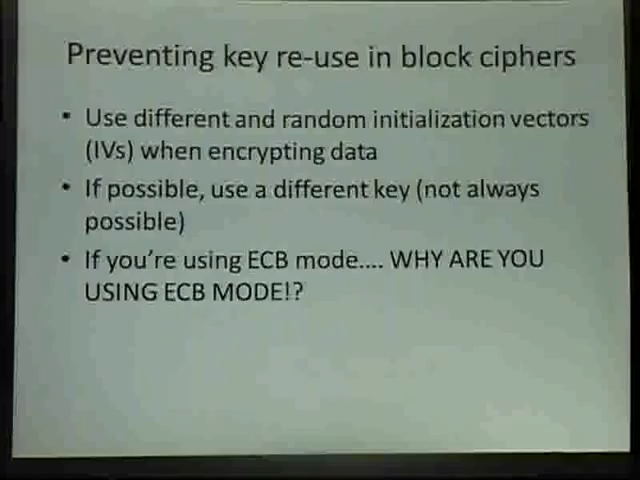 Preventing key re-use in block ciphers
• Use different and random initialization vectors
(IVs) when encrypting data
• If possible, use a different key (not always
possible)
• If you're using ECB mode.... WHY ARE YOU
USING ECB MODE!?